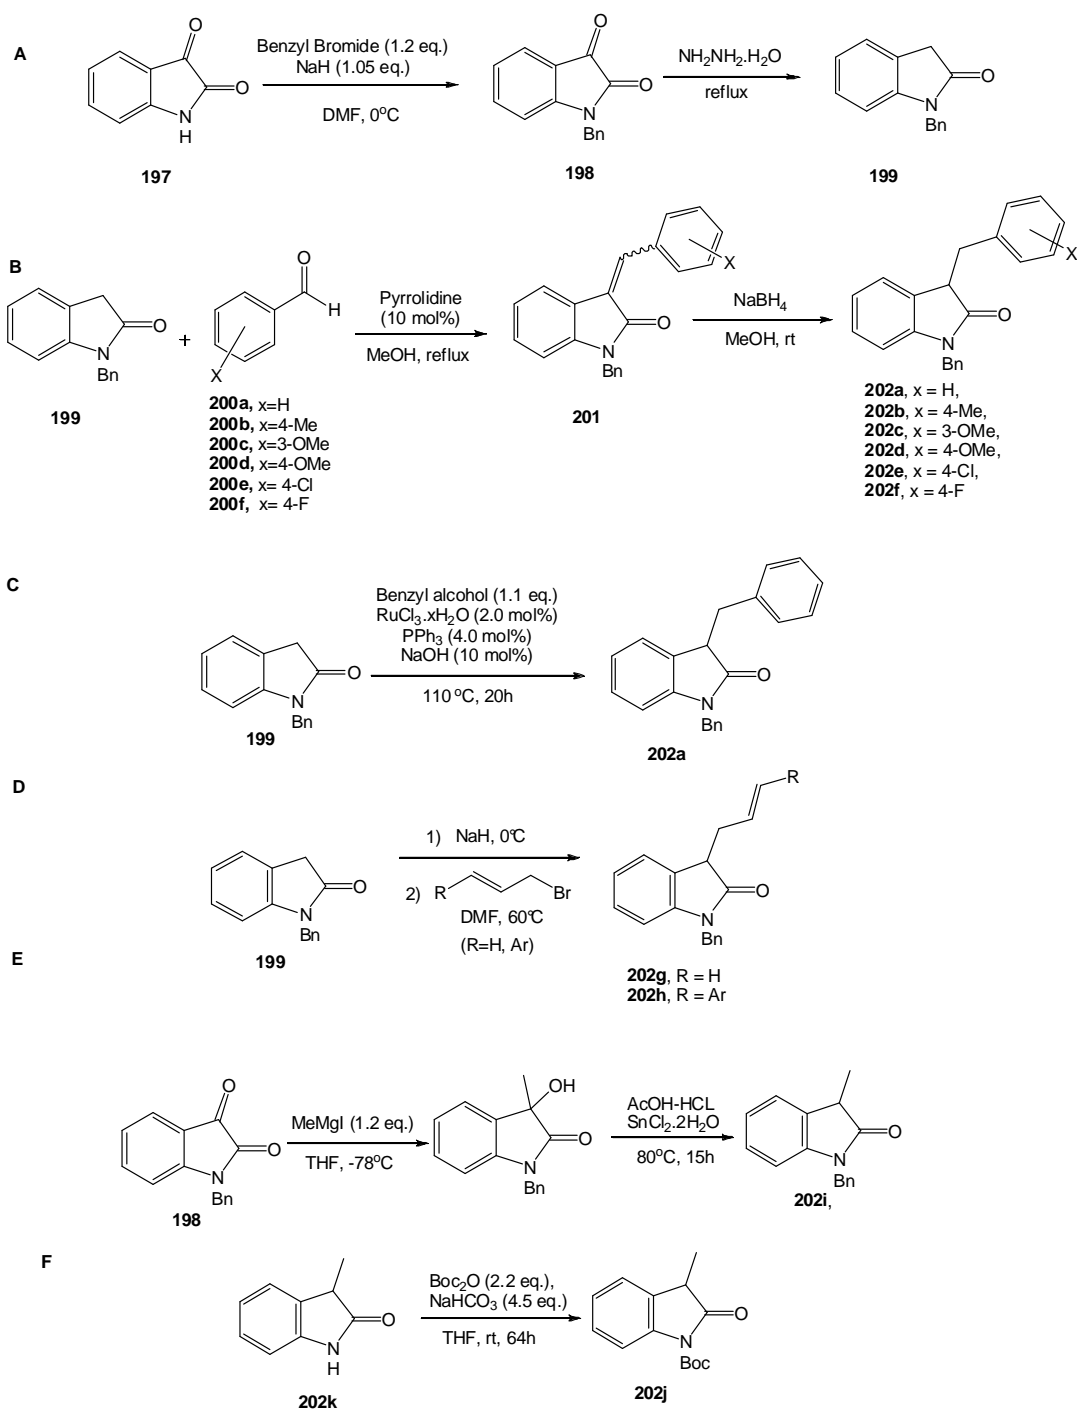 A
O
O
N
H
197
Benzyl Bromide (1.2 eq.)
NaH (1.05 eq.)
DMF, 0°C
O
O
N
Bn
198
NH₂NH₂.H₂O
reflux
O
N
Bn
199
B
O
N
Bn
199
+
O
H
X
200a, x=H
200b, x=4-Me
200c, x=3-OMe
200d, x=4-OMe
200e, x= 4-Cl
200f, x= 4-F
Pyrrolidine
(10 mol%)
MeOH, reflux
X
O
N
Bn
201
NaBH₄
MeOH, rt
X
O
N
Bn
202a, x = H,
202b, x = 4-Me,
202c, x = 3-OMe,
202d, x = 4-OMe,
202e, x = 4-Cl,
202f, x = 4-F
C
O
N
Bn
199
Benzyl alcohol (1.1 eq.)
RuCl₃.xH₂O (2.0 mol%)
PPh₃ (4.0 mol%)
NaOH (10 mol%)
110 °C, 20h
O
N
Bn
202a
D
O
N
Bn
199
1) NaH, 0°C
2) R Br
DMF, 60°C
(R=H, Ar)
R
O
N
Bn
202g, R = H
202h, R = Ar
E
O
O
N
Bn
198
MeMgI (1.2 eq.)
THF, -78°C
OH
O
N
Bn
AcOH-HCL
SnCl₂.2H₂O
80°C, 15h
O
N
Bn
202i,
F
O
N
H
202k
Boc₂O (2.2 eq.),
NaHCO₃ (4.5 eq.)
THF, rt, 64h
O
N
Boc
202j